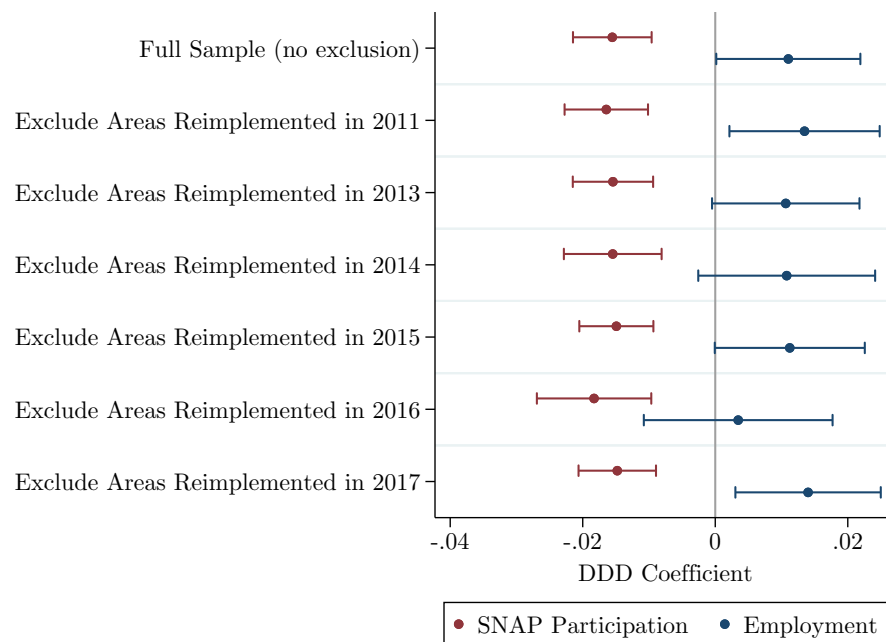 Full Sample (no exclusion)
Exclude Areas Reimplemented in 2011
Exclude Areas Reimplemented in 2013
Exclude Areas Reimplemented in 2014
Exclude Areas Reimplemented in 2015
Exclude Areas Reimplemented in 2016
Exclude Areas Reimplemented in 2017
-.04 -.02 0 .02
DDD Coefficient
SNAP Participation Employment